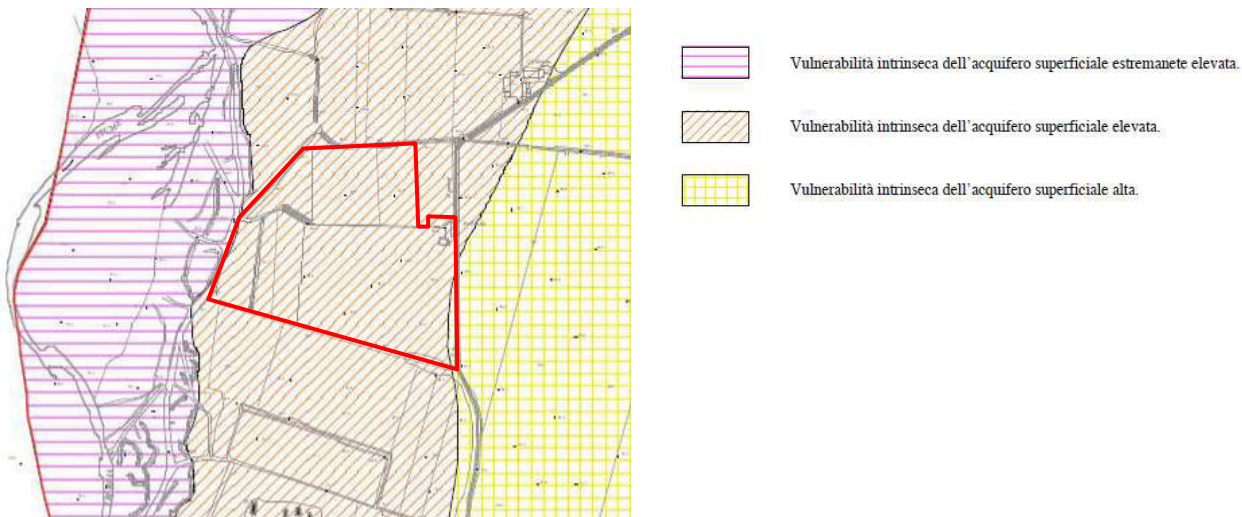 Vulnerabilità intrinseca dell'acquifero superficiale estremanete elevata.
Vulnerabilità intrinseca dell'acquifero superficiale elevata.
Vulnerabilità intrinseca dell'acquifero superficiale alta.